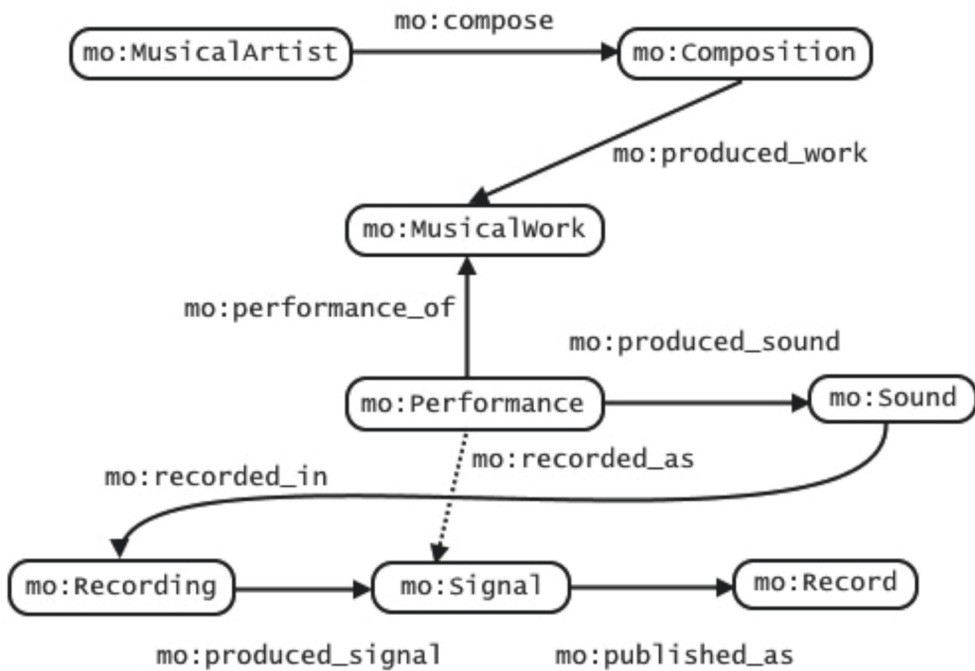 mo:compose
mo:MusicalArtist
mo:Composition
mo:produced_work
mo:MusicalWork
mo:performance_of
mo:produced_sound
mo:Performance
mo:Sound
mo:recorded_as
mo:recorded_in
mo:Recording
mo:Signal
mo:Record
mo:produced_signal
mo:published_as